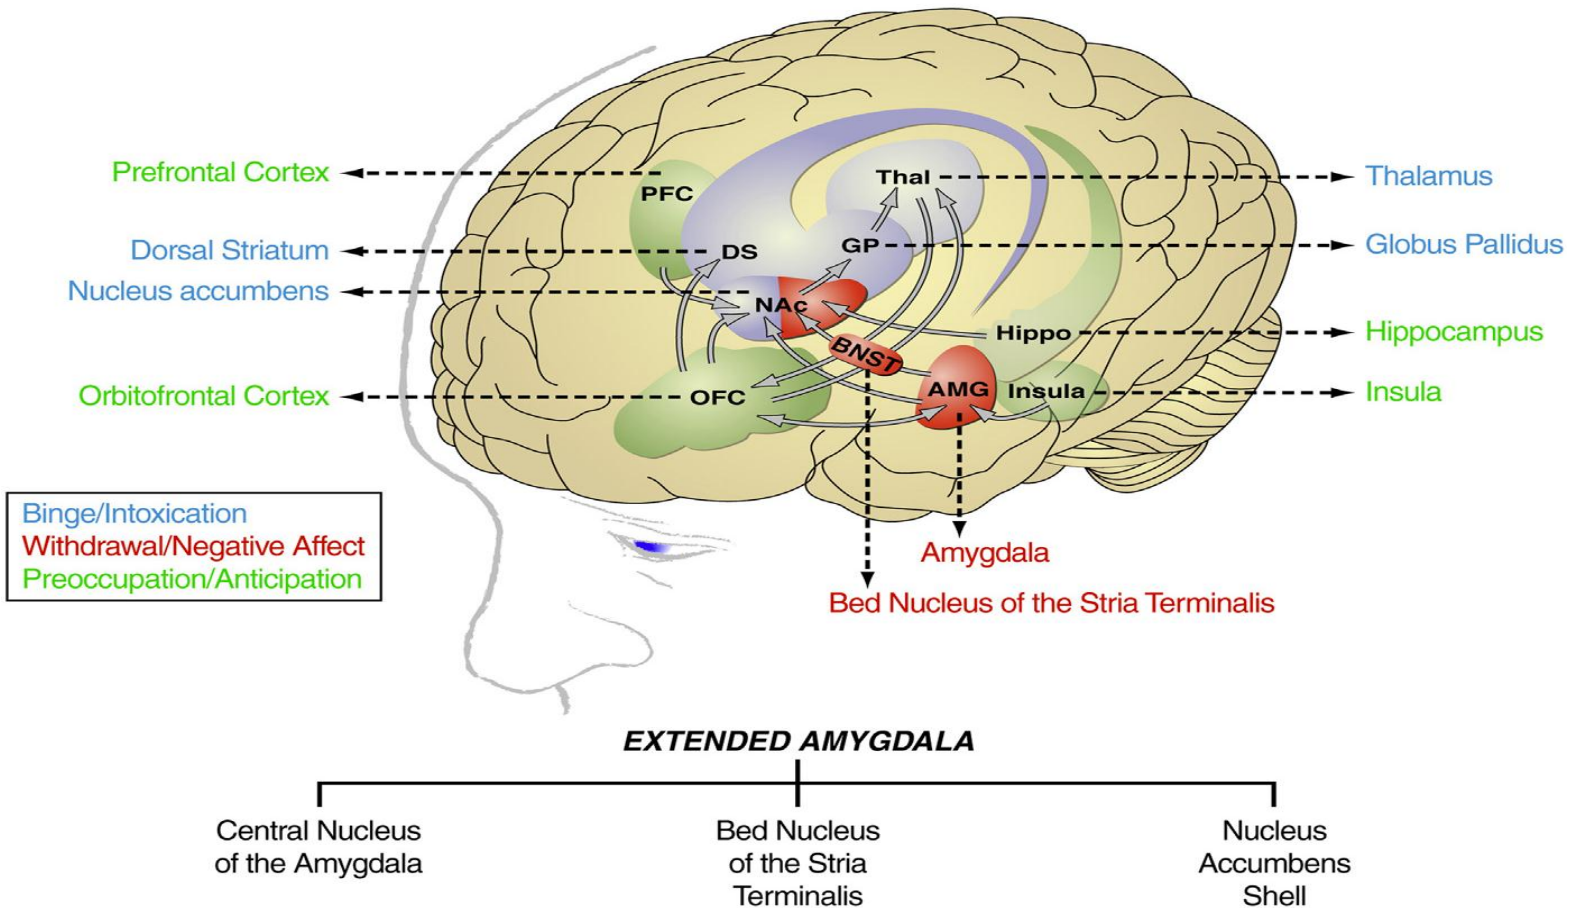 Prefrontal Cortex
PFC
Thal
Thalamus
Dorsal Striatum
DS
GP
Globus Pallidus
Nucleus accumbens
NAc
Hippo
Hippocampus
BNST
Orbitofrontal Cortex
OFC
AMG
Insula
Insula
Binge/Intoxication
Withdrawal/Negative Affect
Preoccupation/Anticipation
Amygdala
Bed Nucleus of the Stria Terminalis
EXTENDED AMYGDALA
Central Nucleus
of the Amygdala
Bed Nucleus
of the Stria
Terminalis
Nucleus
Accumbens
Shell